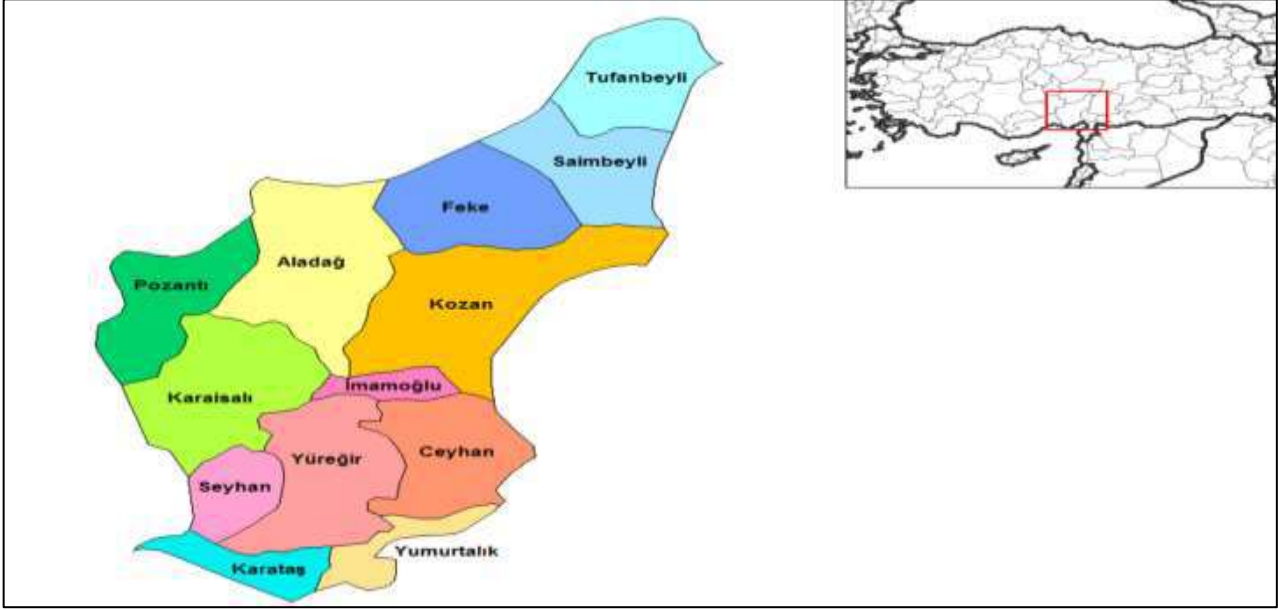 Tufanbeyli
Saimbeyli
Feke
Aladağ
Pozantı
Kozan
İmamoğlu
Karaisalı
Ceyhan
Yüreğir
Seyhan
Yumurtalık
Karataş